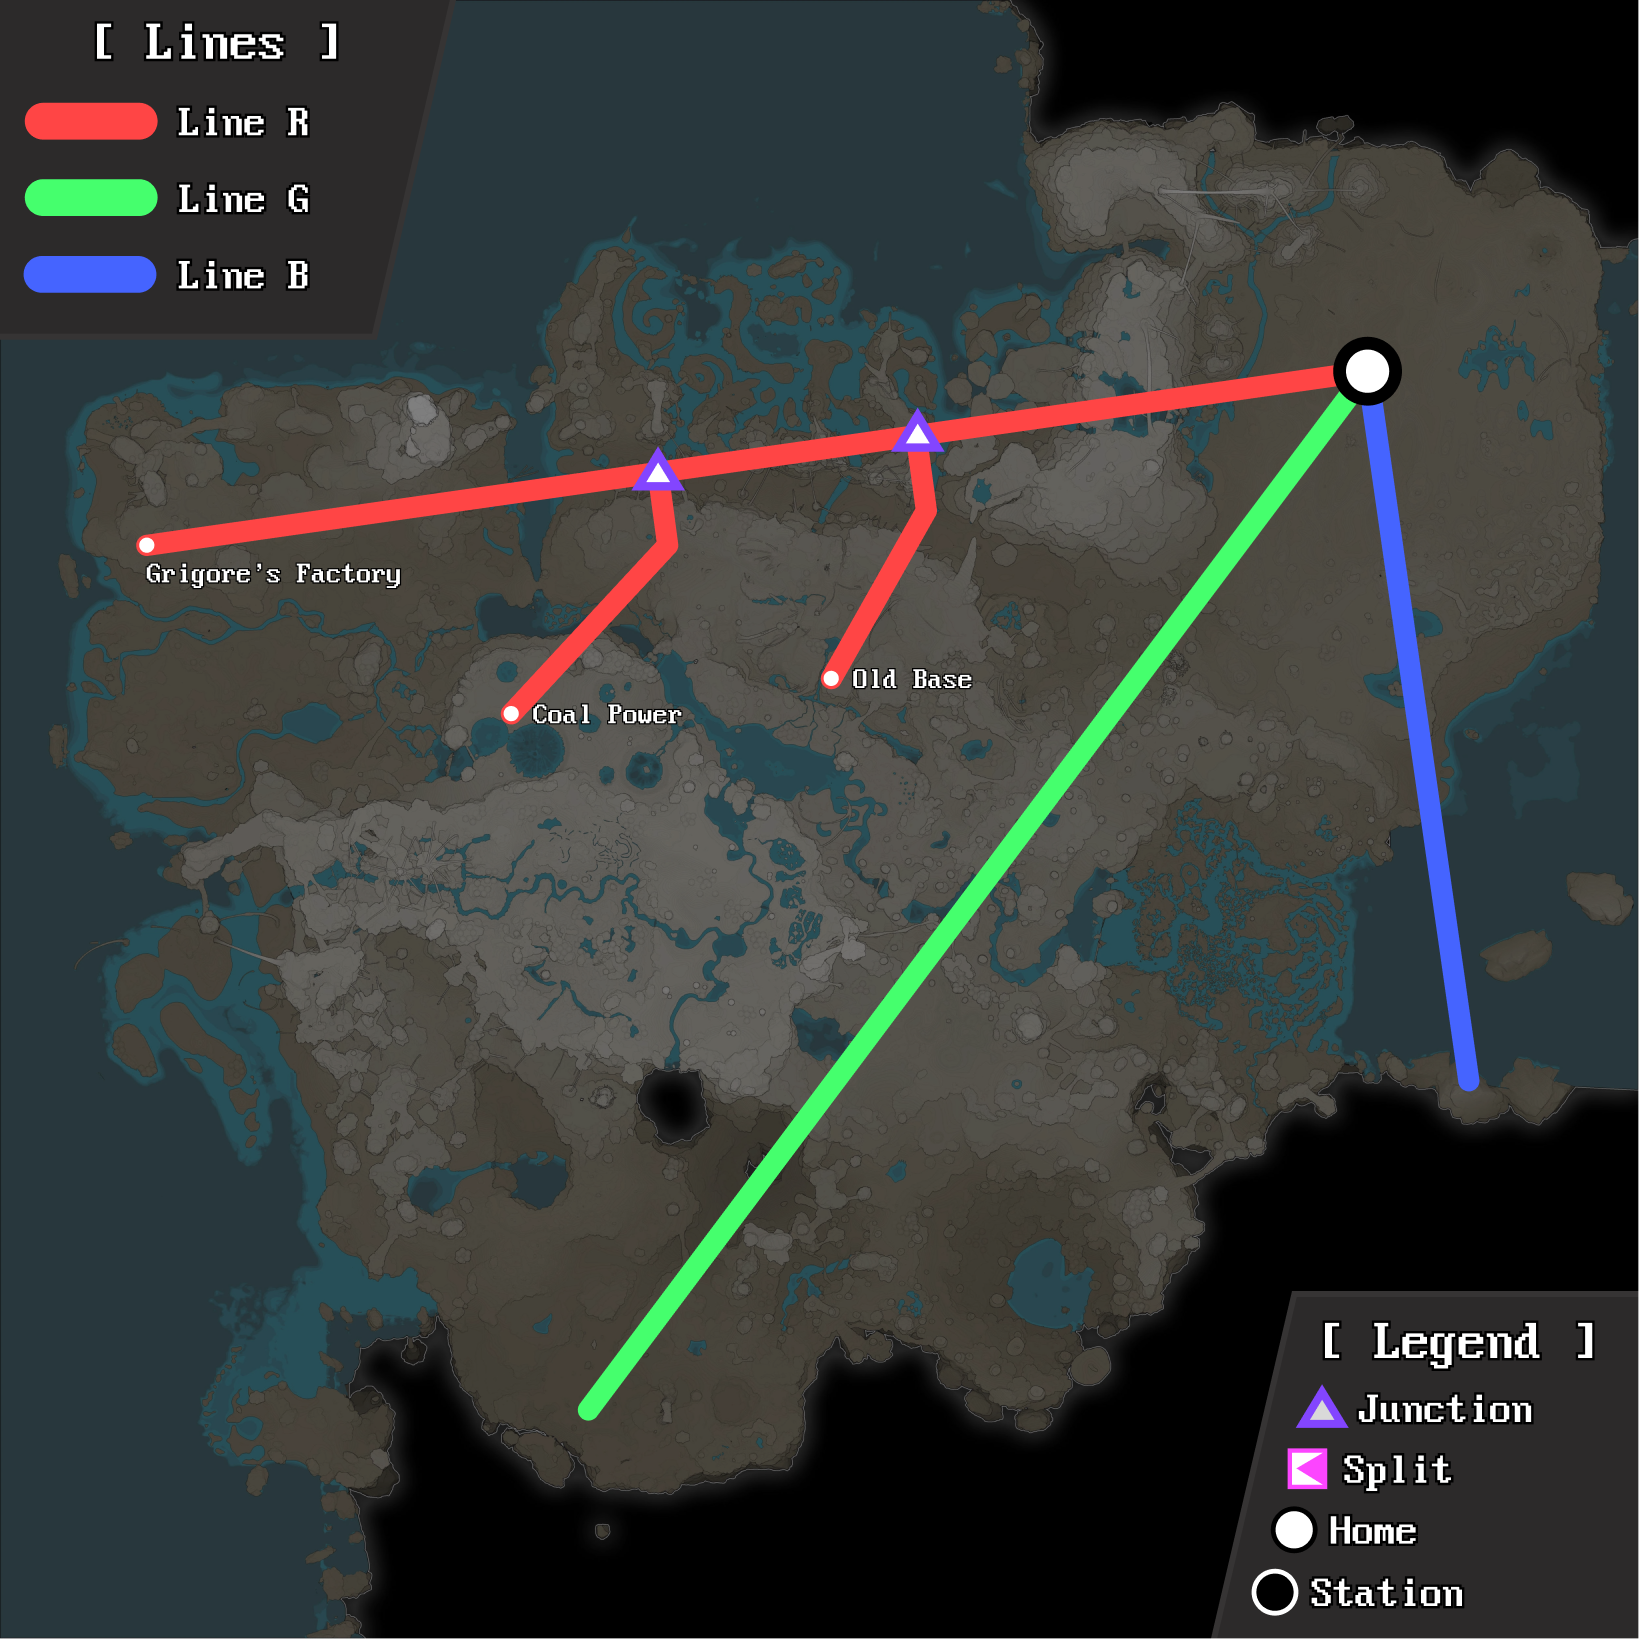 [ Lines ]
Line R
Line G
Line B
Grigore's Factory
Old Base
Coal Power
[ Legend ]
Junction
Split
Home
Station